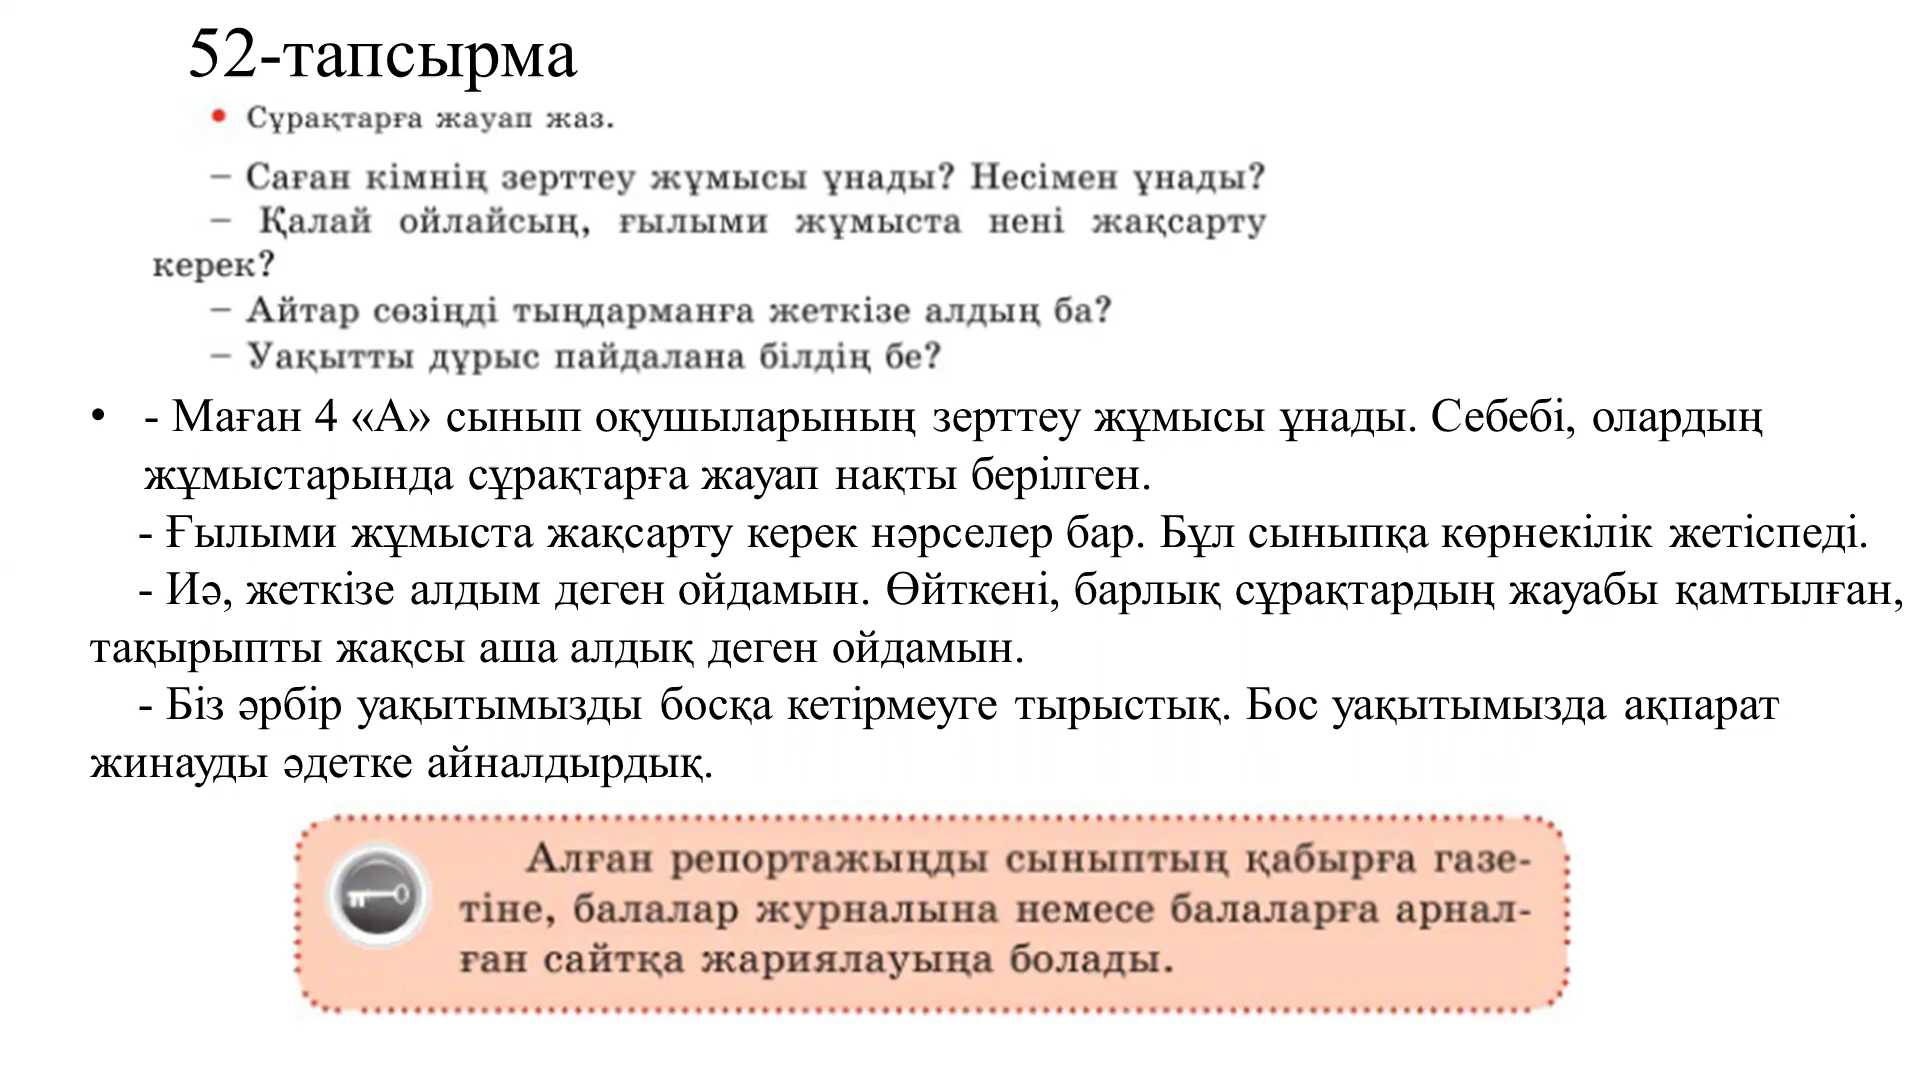 52-тапсырма
• Сұрақтарға жауап жаз.
– Саған кімнің зерттеу жұмысы ұнады? Несімен ұнады?
– Қалай ойлайсың, ғылыми жұмыста нені жақсарту
керек?
– Айтар сөзіңді тыңдарманға жеткізе алдың ба?
– Уақытты дұрыс пайдалана білдің бе?
• - Маған 4 «А» сынып оқушыларының зерттеу жұмысы ұнады. Себебі, олардың
жұмыстарында сұрақтарға жауап нақты берілген.
- Ғылыми жұмыста жақсарту керек нәрселер бар. Бұл сыныпқа көрнекілік жетіспеді.
- Иә, жеткізе алдым деген ойдамын. Өйткені, барлық сұрақтардың жауабы қамтылған,
тақырыпты жақсы аша алдық деген ойдамын.
- Біз әрбір уақытымызды босқа кетірмеуге тырыстық. Бос уақытымызда ақпарат
жинауды әдетке айналдырдық.
Алған репортажыңды сыныптың қабырға газе-
тіне, балалар журналына немесе балаларға арнал-
ған сайтқа жариялауыңа болады.